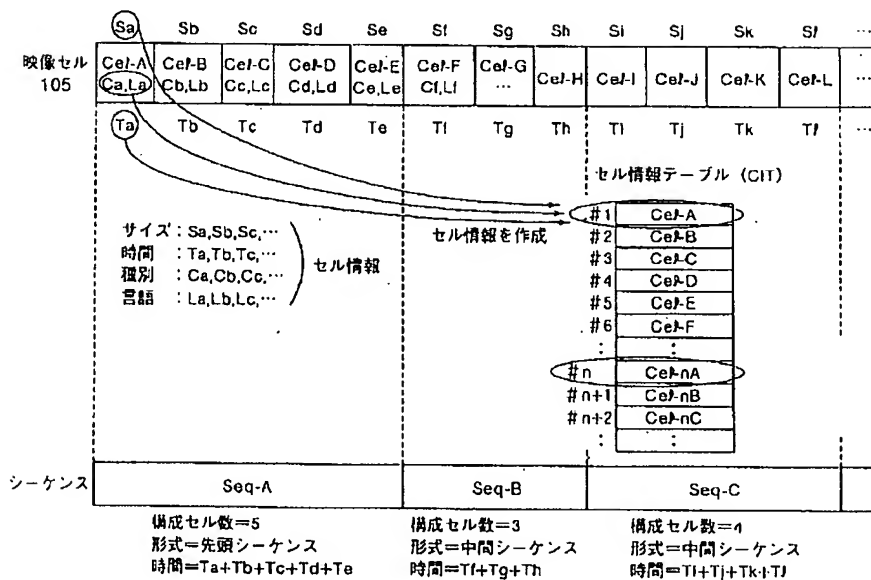 Sa Sb Sc Sd Se Sf Sg Sh Si Sj Sk Sℓ …
映像セル
105
Ceℓ-A Ceℓ-B Ceℓ-C Ceℓ-D Ceℓ-E Ceℓ-F Ceℓ-G Ceℓ-H Ceℓ-I Ceℓ-J Ceℓ-K Ceℓ-L …
Ca,La Cb,Lb Cc,Lc Cd,Ld Ce,Le Cf,Lf …
Ta Tb Tc Td Te Tf Tg Th Ti Tj Tk Tℓ …
セル情報テーブル (CIT)
#1 Ceℓ-A
#2 Ceℓ-B
#3 Ceℓ-C
#4 Ceℓ-D
#5 Ceℓ-E
#6 Ceℓ-F
: :
#n Ceℓ-nA
#n+1 Ceℓ-nB
#n+2 Ceℓ-nC
: :
セル情報を作成
サイズ:Sa,Sb,Sc,…
時間:Ta,Tb,Tc,…
種別:Ca,Cb,Cc,…
言語:La,Lb,Lc,…
セル情報
シーケンス
Seq-A Seq-B Seq-C
構成セル数=5
形式=先頭シーケンス
時間=Ta+Tb+Tc+Td+Te
構成セル数=3
形式=中間シーケンス
時間=Tf+Tg+Th
構成セル数=4
形式=中間シーケンス
時間=Ti+Tj+Tk+Tℓ